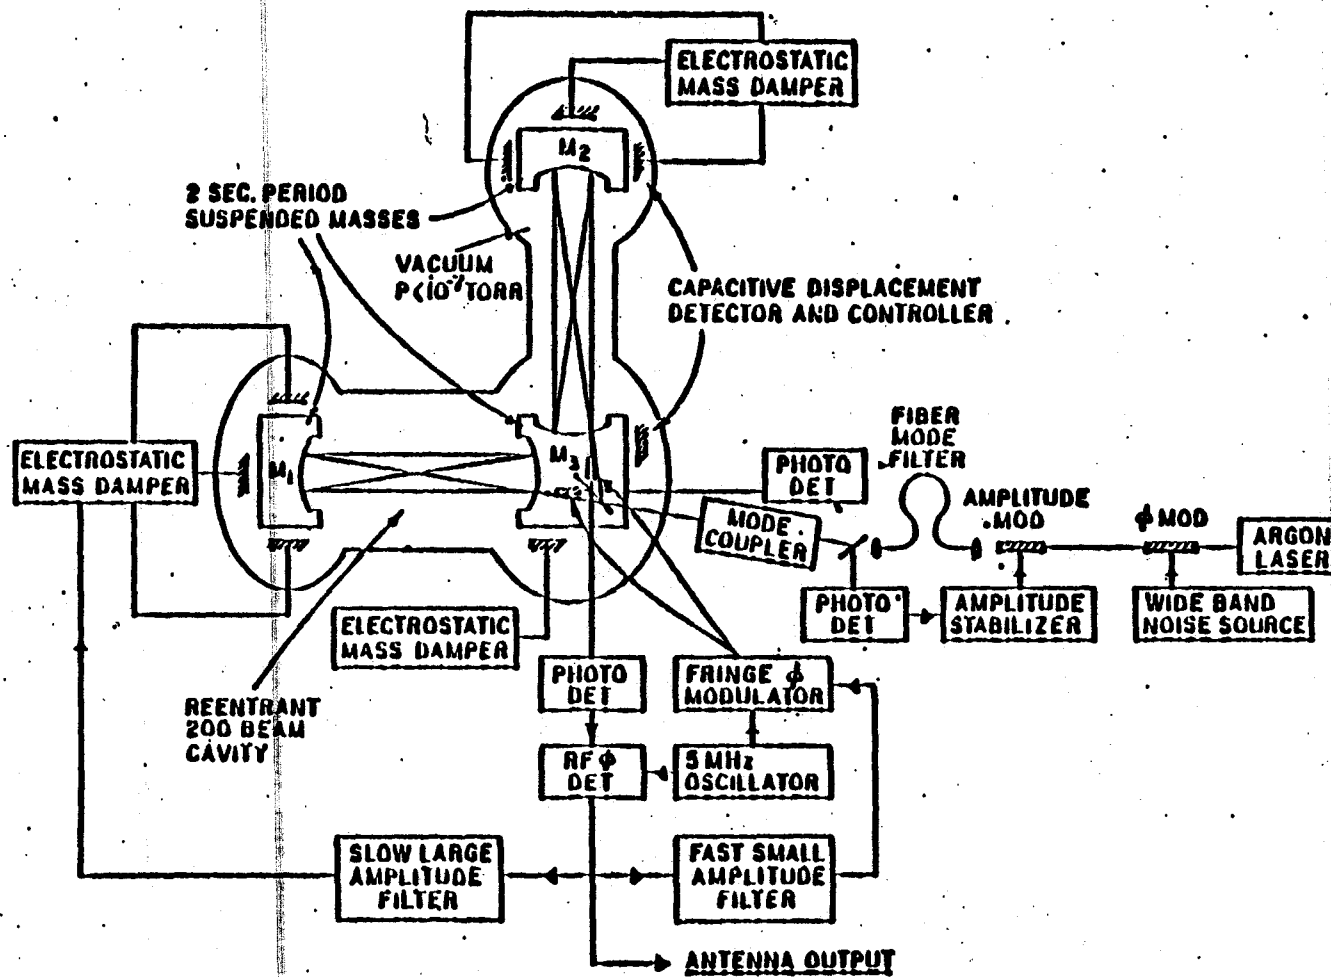 ELECTROSTATIC
MASS DAMPER
M2
2 SEC. PERIOD
SUSPENDED MASSES
VACUUM
P<10⁻⁷ TORR
CAPACITIVE DISPLACEMENT
DETECTOR AND CONTROLLER
ELECTROSTATIC
MASS DAMPER
M1
M3
PHOTO
DET
FIBER
MODE
FILTER
MODE
COUPLER
AMPLITUDE
MOD
ϕ MOD
ARGON
LASER
PHOTO
DET
AMPLITUDE
STABILIZER
WIDE BAND
NOISE SOURCE
ELECTROSTATIC
MASS DAMPER
REENTRANT
200 BEAM
CAVITY
PHOTO
DET
FRINGE ϕ
MODULATOR
RF ϕ
DET
5 MHz
OSCILLATOR
SLOW LARGE
AMPLITUDE
FILTER
FAST SMALL
AMPLITUDE
FILTER
ANTENNA OUTPUT